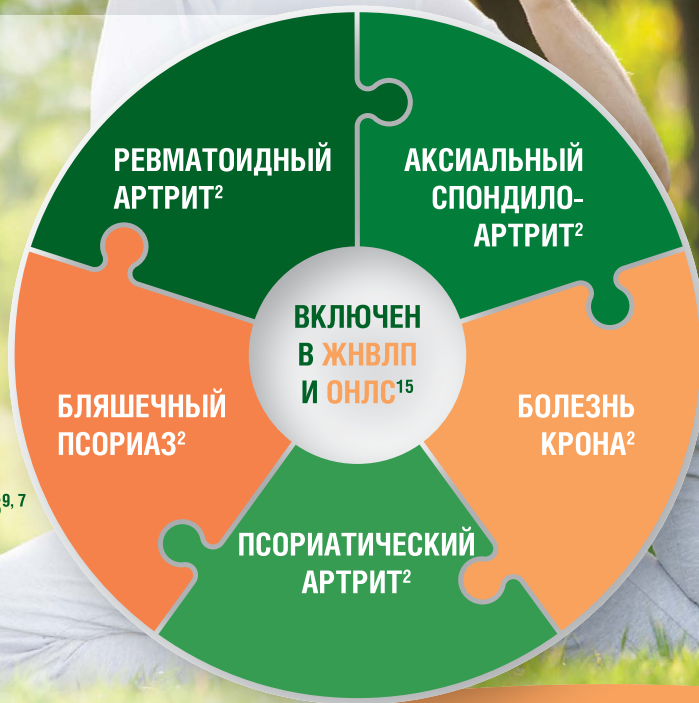 РЕВМАТОИДНЫЙ
АРТРИТ²
АКСИАЛЬНЫЙ
СПОНДИЛО-
АРТРИТ²
ВКЛЮЧЕН
В ЖНВЛП
И ОНЛС¹⁵
БЛЯШЕЧНЫЙ
ПСОРИАЗ²
БОЛЕЗНЬ
КРОНА²
⁹, ⁷
ПСОРИАТИЧЕСКИЙ
АРТРИТ²